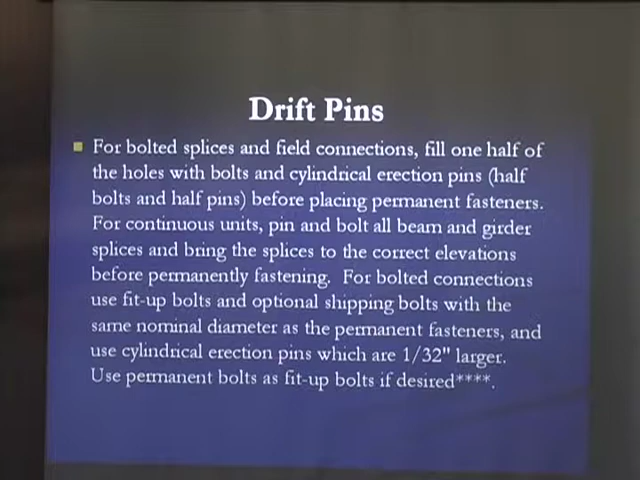 Drift Pins
For bolted splices and field connections, fill one half of
the holes with bolts and cylindrical erection pins (half
bolts and half pins) before placing permanent fasteners.
For continuous units, pin and bolt all beam and girder
splices and bring the splices to the correct elevations
before permanently fastening. For bolted connections
use fit-up bolts and optional shipping bolts with the
same nominal diameter as the permanent fasteners, and
use cylindrical erection pins which are 1/32" larger.
Use permanent bolts as fit-up bolts if desired****.